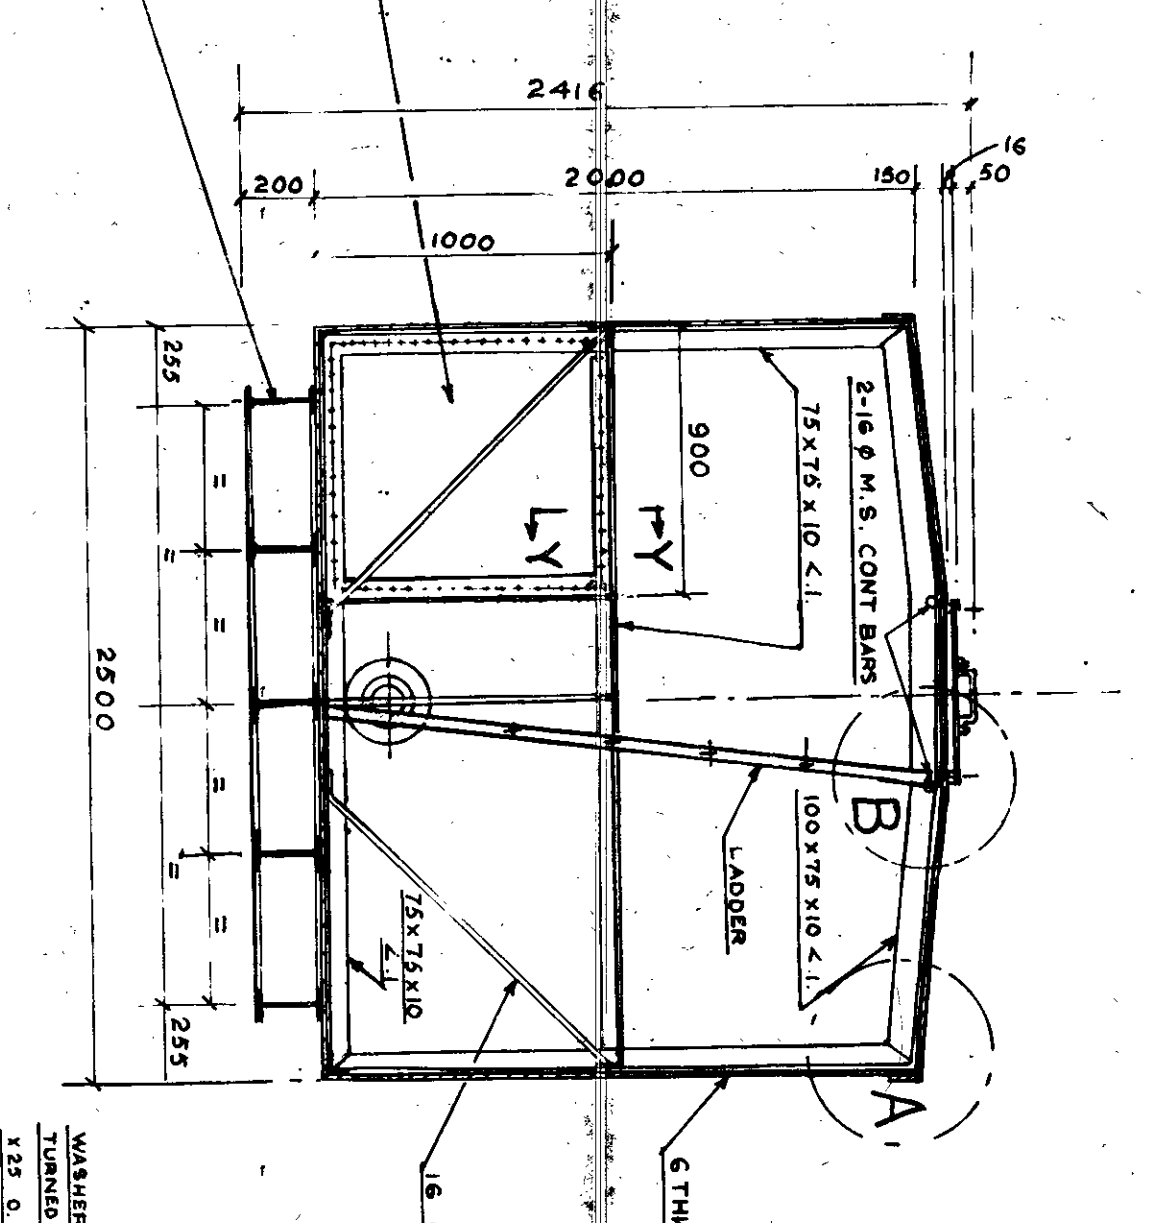 2416
16
200
2000
150
50
1000
255
2-16 φ M.S. CONT BARS
75 x 75 x 10 <.I.
900
Y
Y
=
=
=
=
=
=
2500
B
100 x 75 x 10 <.I.
LADDER
75 x 75 x 10
<.I
255
A
16
6 TH
WASHER
TURNED
x 25 O.